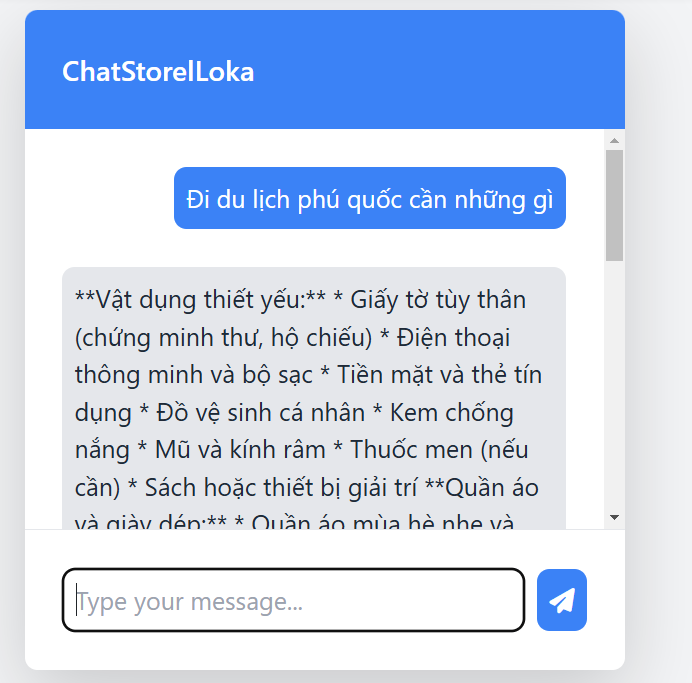 ChatStorelLoka
Đi du lịch phú quốc cần những gì
**Vật dụng thiết yếu:** * Giấy tờ tùy thân
(chứng minh thư, hộ chiếu) * Điện thoại
thông minh và bộ sạc * Tiền mặt và thẻ tín
dụng * Đồ vệ sinh cá nhân * Kem chống
nắng * Mũ và kính râm * Thuốc men (nếu
cần) * Sách hoặc thiết bị giải trí **Quần áo
và giày dép:** * Quần áo mùa hè nhẹ và
Type your message...